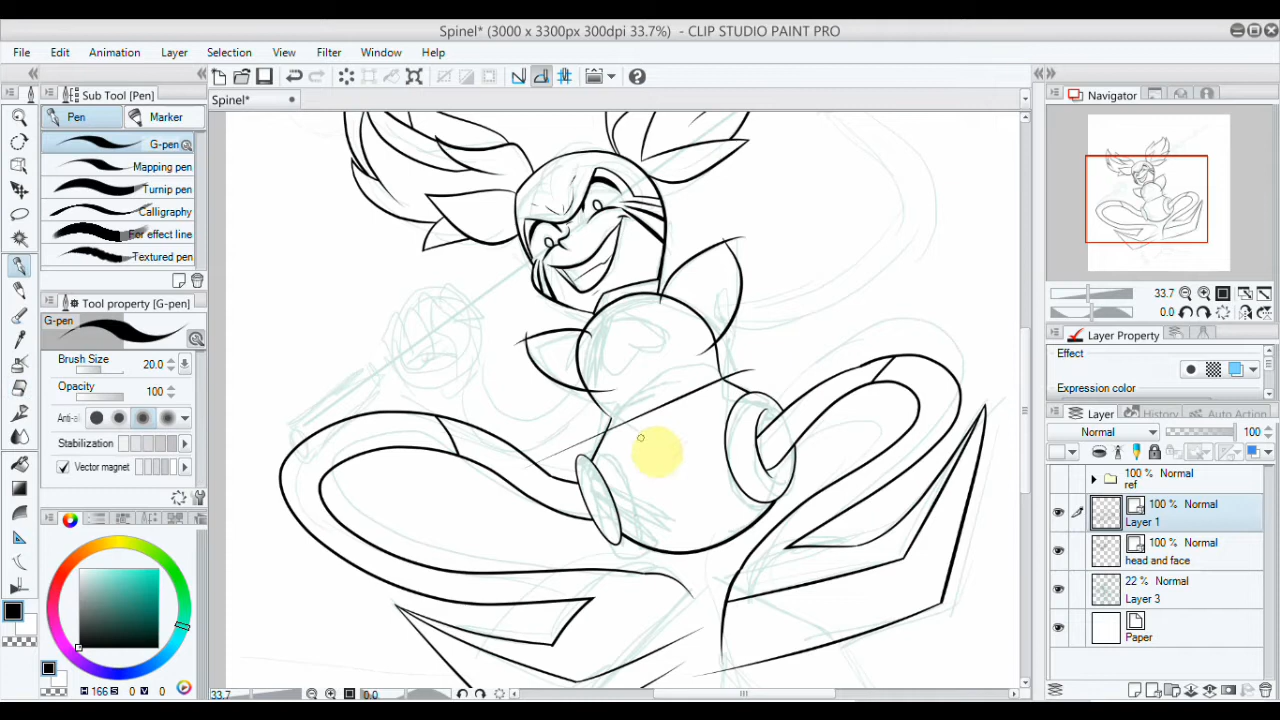 Spinel* (3000 x 3300px 300dpi 33.7%) - CLIP STUDIO PAINT PRO
File Edit Animation Layer Selection View Filter Window Help
Sub Tool [Pen]
Spinel*
Navigator
Pen Marker
G-pen
Mapping pen
Turnip pen
Calligraphy
For effect line
Textured pen
Tool property [G-pen]
G-pen
Brush Size 20.0
Opacity 100
Anti-al
Stabilization
Vector magnet
33.7
0.0
Layer Property
Effect
Expression color
Layer History Auto Action
Normal 100
100 % Normal
ref
100 % Normal
Layer 1
100 % Normal
head and face
22 % Normal
Layer 3
Paper
H 166 S 0 V 0
33.7 0.0